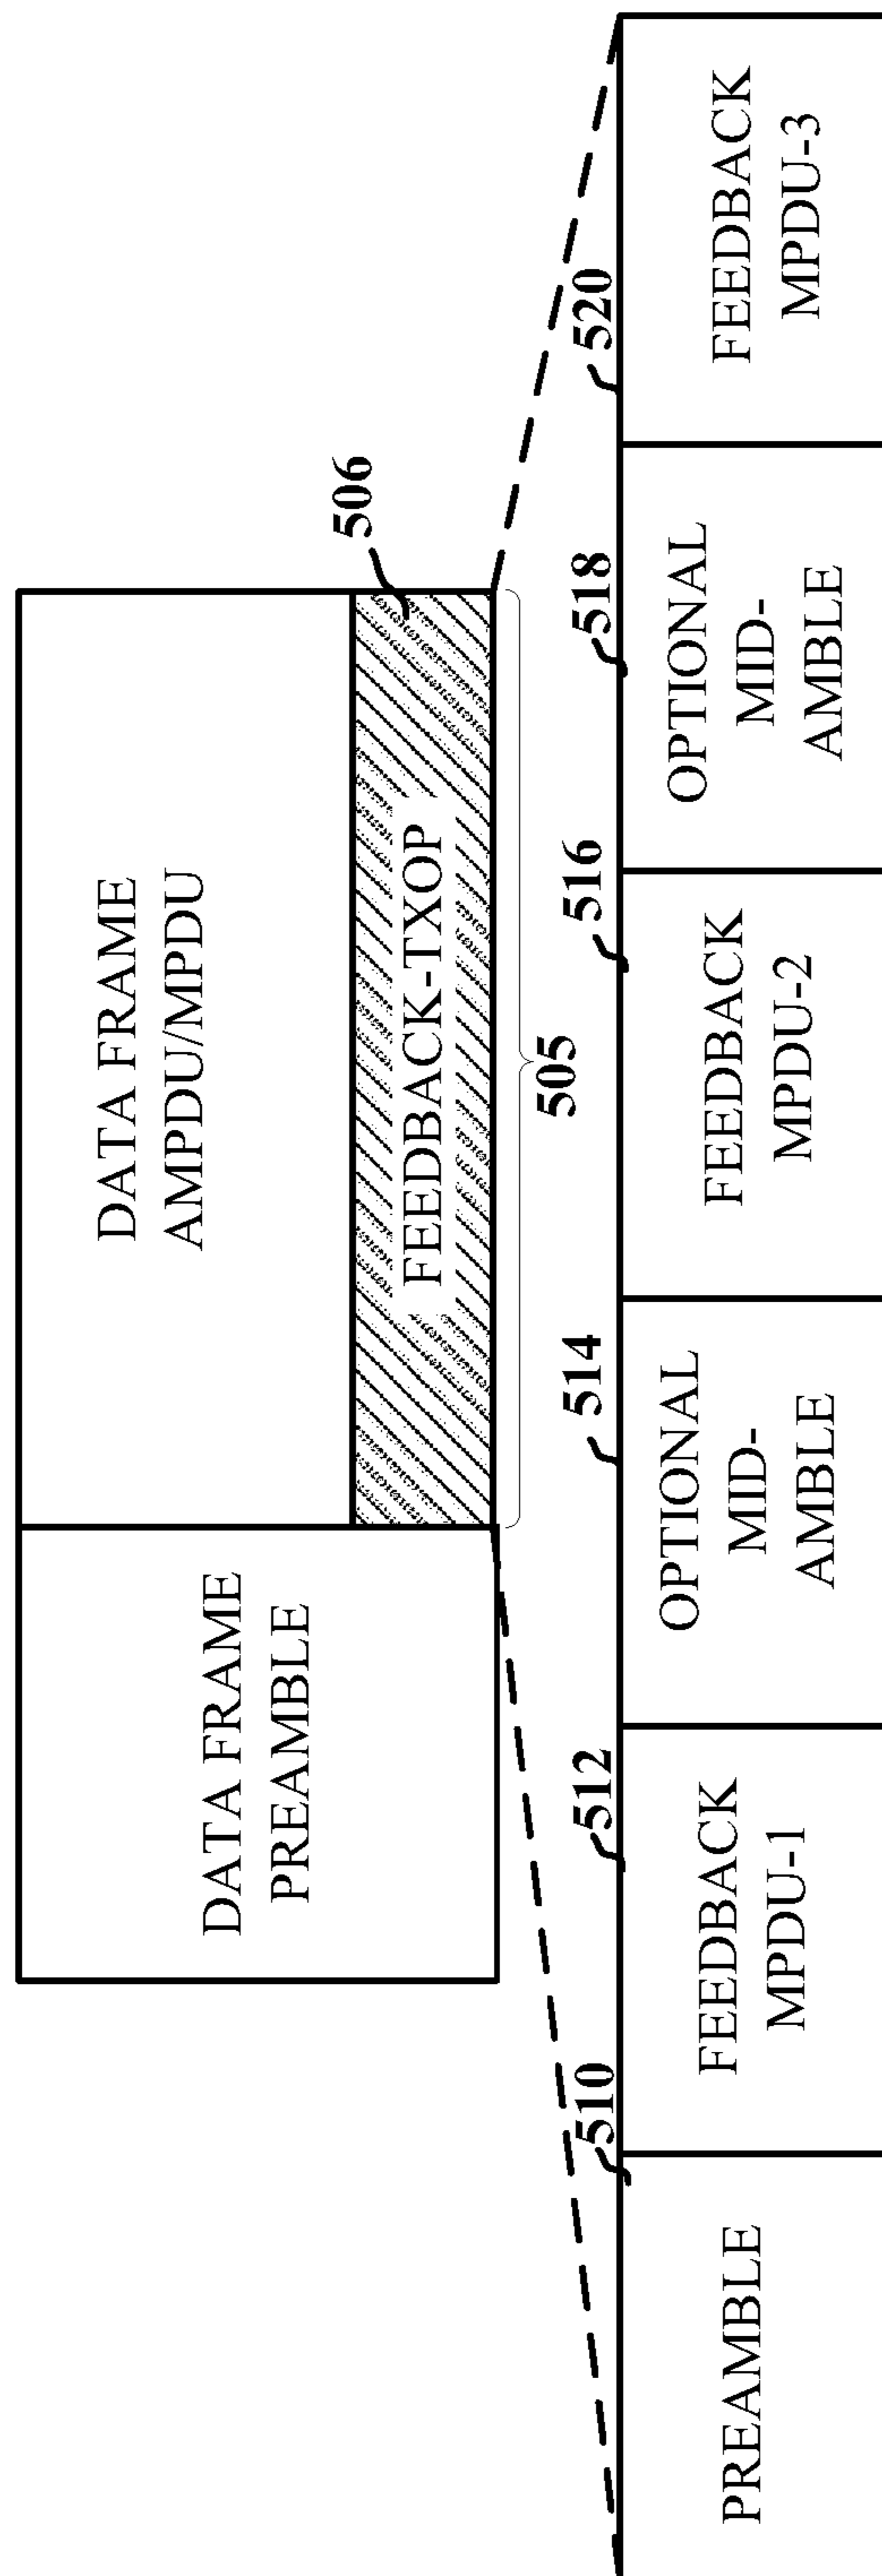 DATA FRAME
PREAMBLE
DATA FRAME
AMPDU/MPDU
FEEDBACK-TXOP
506
505
510
512
514
516
518
520
PREAMBLE
FEEDBACK
MPDU-1
OPTIONAL
MID-
AMBLE
FEEDBACK
MPDU-2
OPTIONAL
MID-
AMBLE
FEEDBACK
MPDU-3